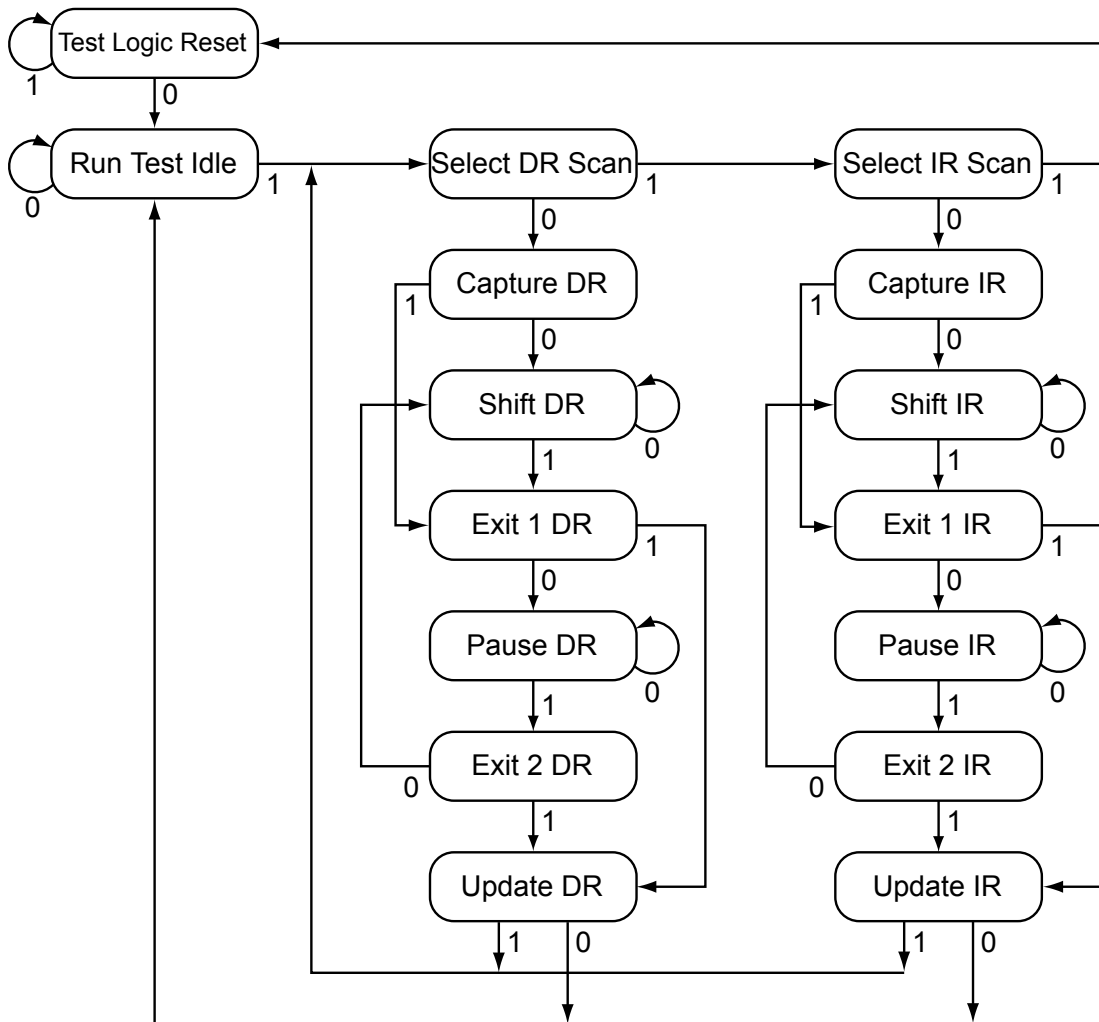 Test Logic Reset
1
0
Run Test Idle
0
1
Select DR Scan
1
0
Select IR Scan
1
0
Capture DR
1
0
Capture IR
1
0
Shift DR
0
1
Shift IR
0
1
Exit 1 DR
1
0
Exit 1 IR
1
0
Pause DR
0
1
Pause IR
0
1
Exit 2 DR
0
1
Exit 2 IR
0
1
Update DR
1
0
Update IR
1
0